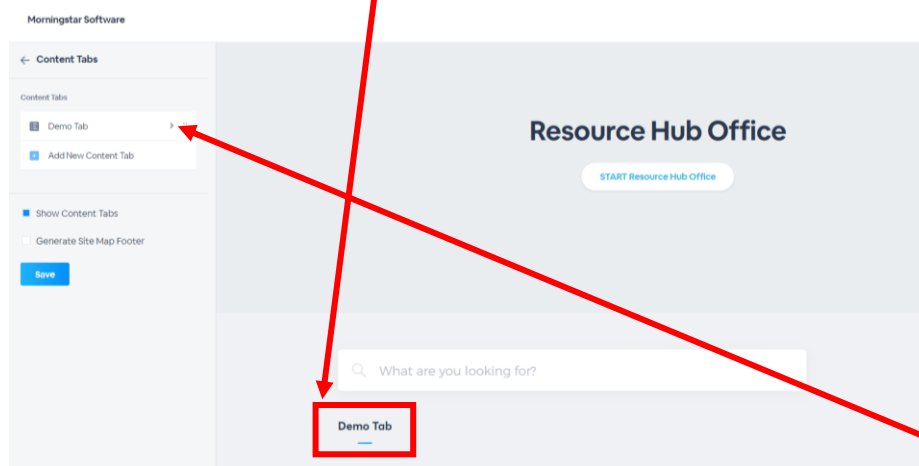 Morningstar Software
← Content Tabs
Content Tabs
Demo Tab
Add New Content Tab
Show Content Tabs
Generate Site Map Footer
Save
Resource Hub Office
START Resource Hub Office
What are you looking for?
Demo Tab